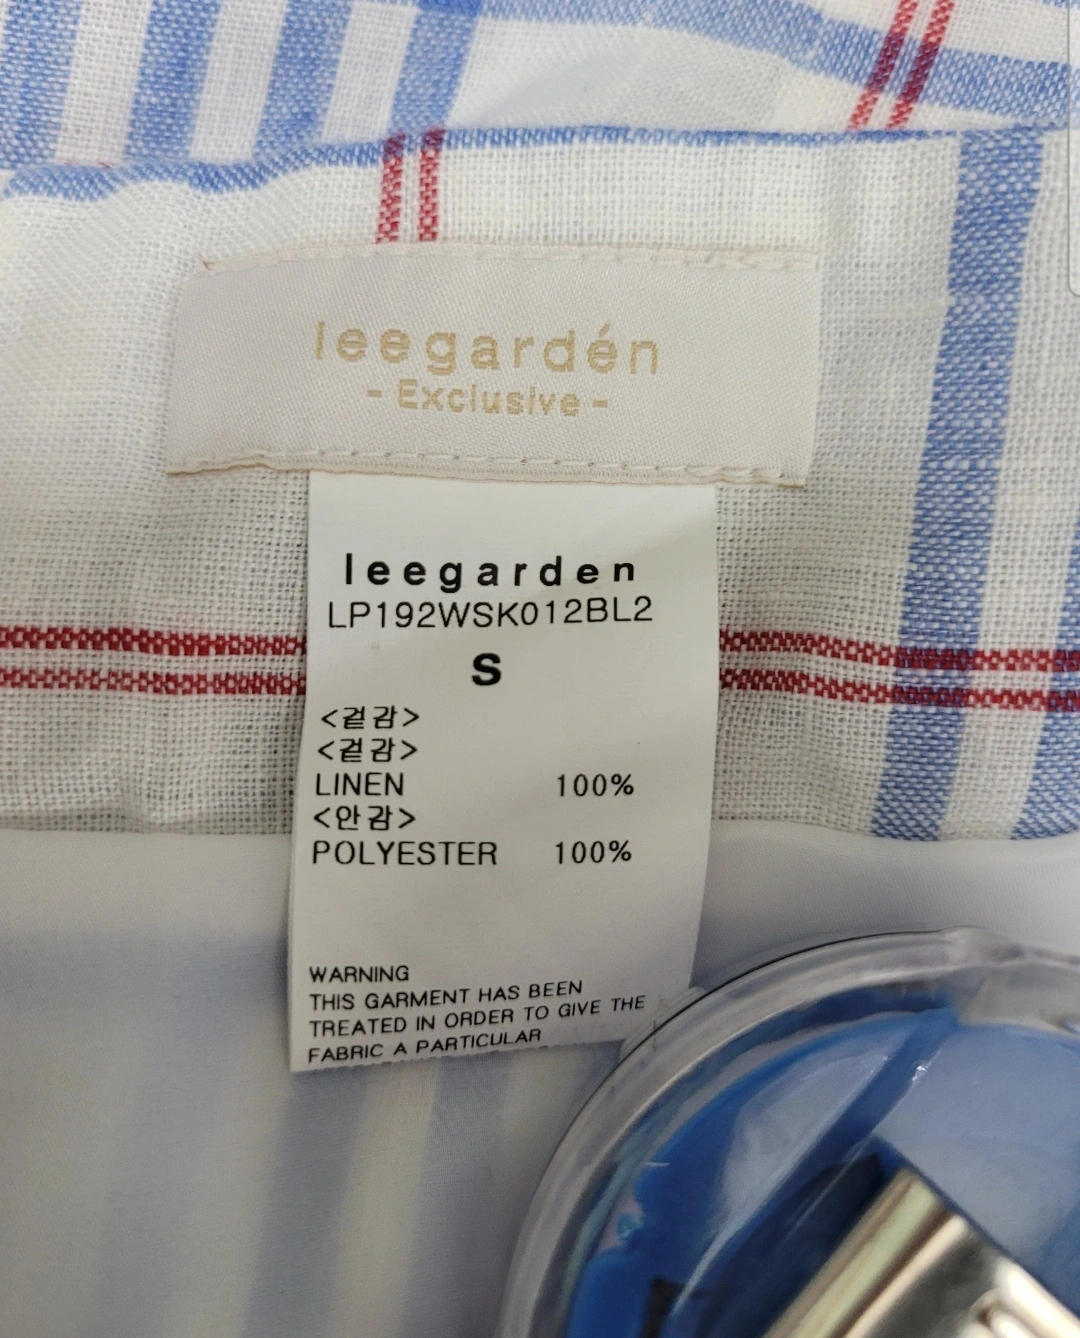 leegardén
- Exclusive -
leegarden
LP192WSK012BL2
S
<겉감>
<겉감>
LINEN 100%
<안감>
POLYESTER 100%
WARNING
THIS GARMENT HAS BEEN
TREATED IN ORDER TO GIVE THE
FABRIC A PARTICULAR